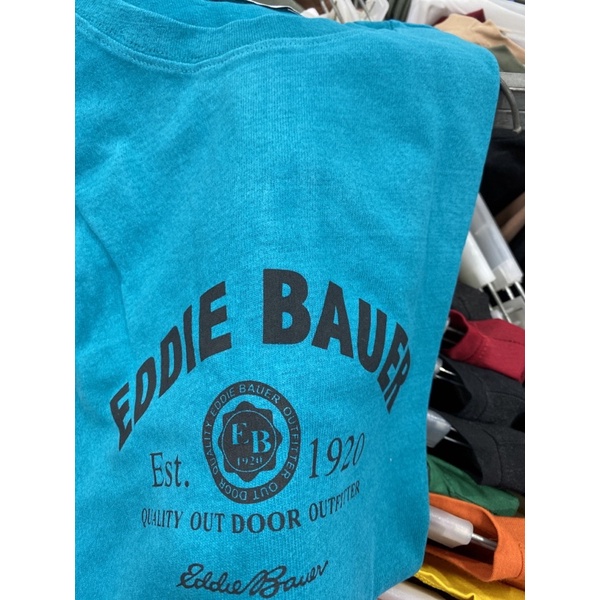 EDDIE BAUER
QUALITY EDDIE BAUER OUTFITTER OUT DOOR
EB
1920
Est. 1920
QUALITY OUT DOOR OUTFITTER
Eddie Bauer